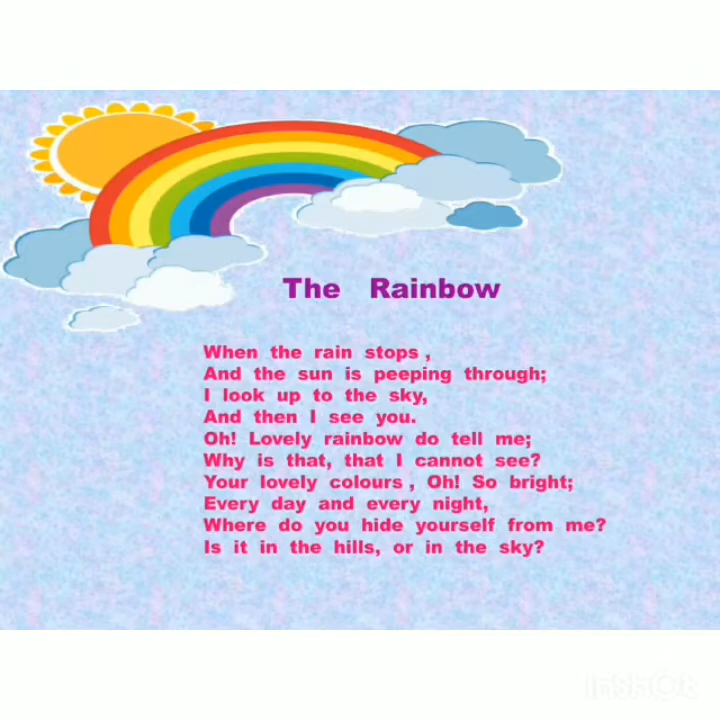 The Rainbow
When the rain stops ,
And the sun is peeping through;
I look up to the sky,
And then I see you.
Oh! Lovely rainbow do tell me;
Why is that, that I cannot see?
Your lovely colours , Oh! So bright;
Every day and every night,
Where do you hide yourself from me?
Is it in the hills, or in the sky?
InShOt